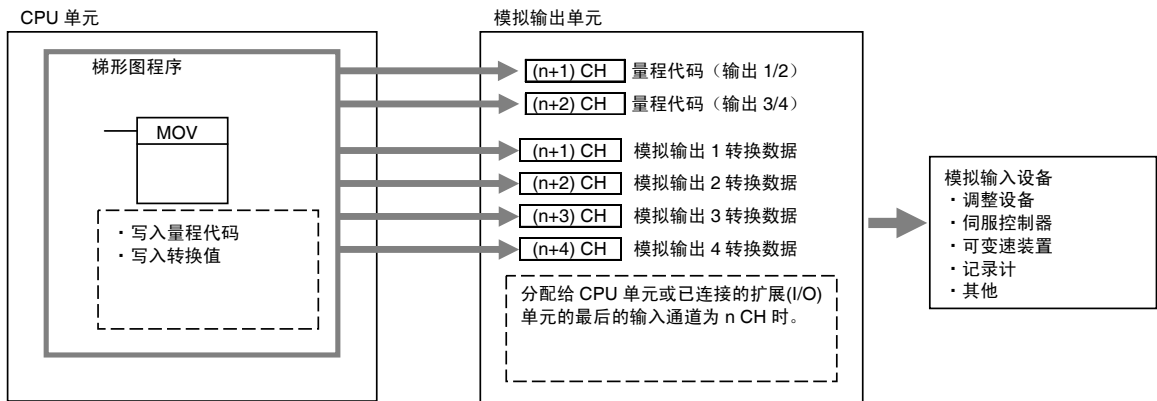 CPU 单元
梯形图程序
MOV
・写入量程代码
・写入转换值
模拟输出单元
(n+1) CH 量程代码（输出 1/2）
(n+2) CH 量程代码（输出 3/4）
(n+1) CH 模拟输出 1 转换数据
(n+2) CH 模拟输出 2 转换数据
(n+3) CH 模拟输出 3 转换数据
(n+4) CH 模拟输出 4 转换数据
分配给 CPU 单元或已连接的扩展(I/O)
单元的最后的输入通道为 n CH 时。
模拟输入设备
・调整设备
・伺服控制器
・可变速装置
・记录计
・其他